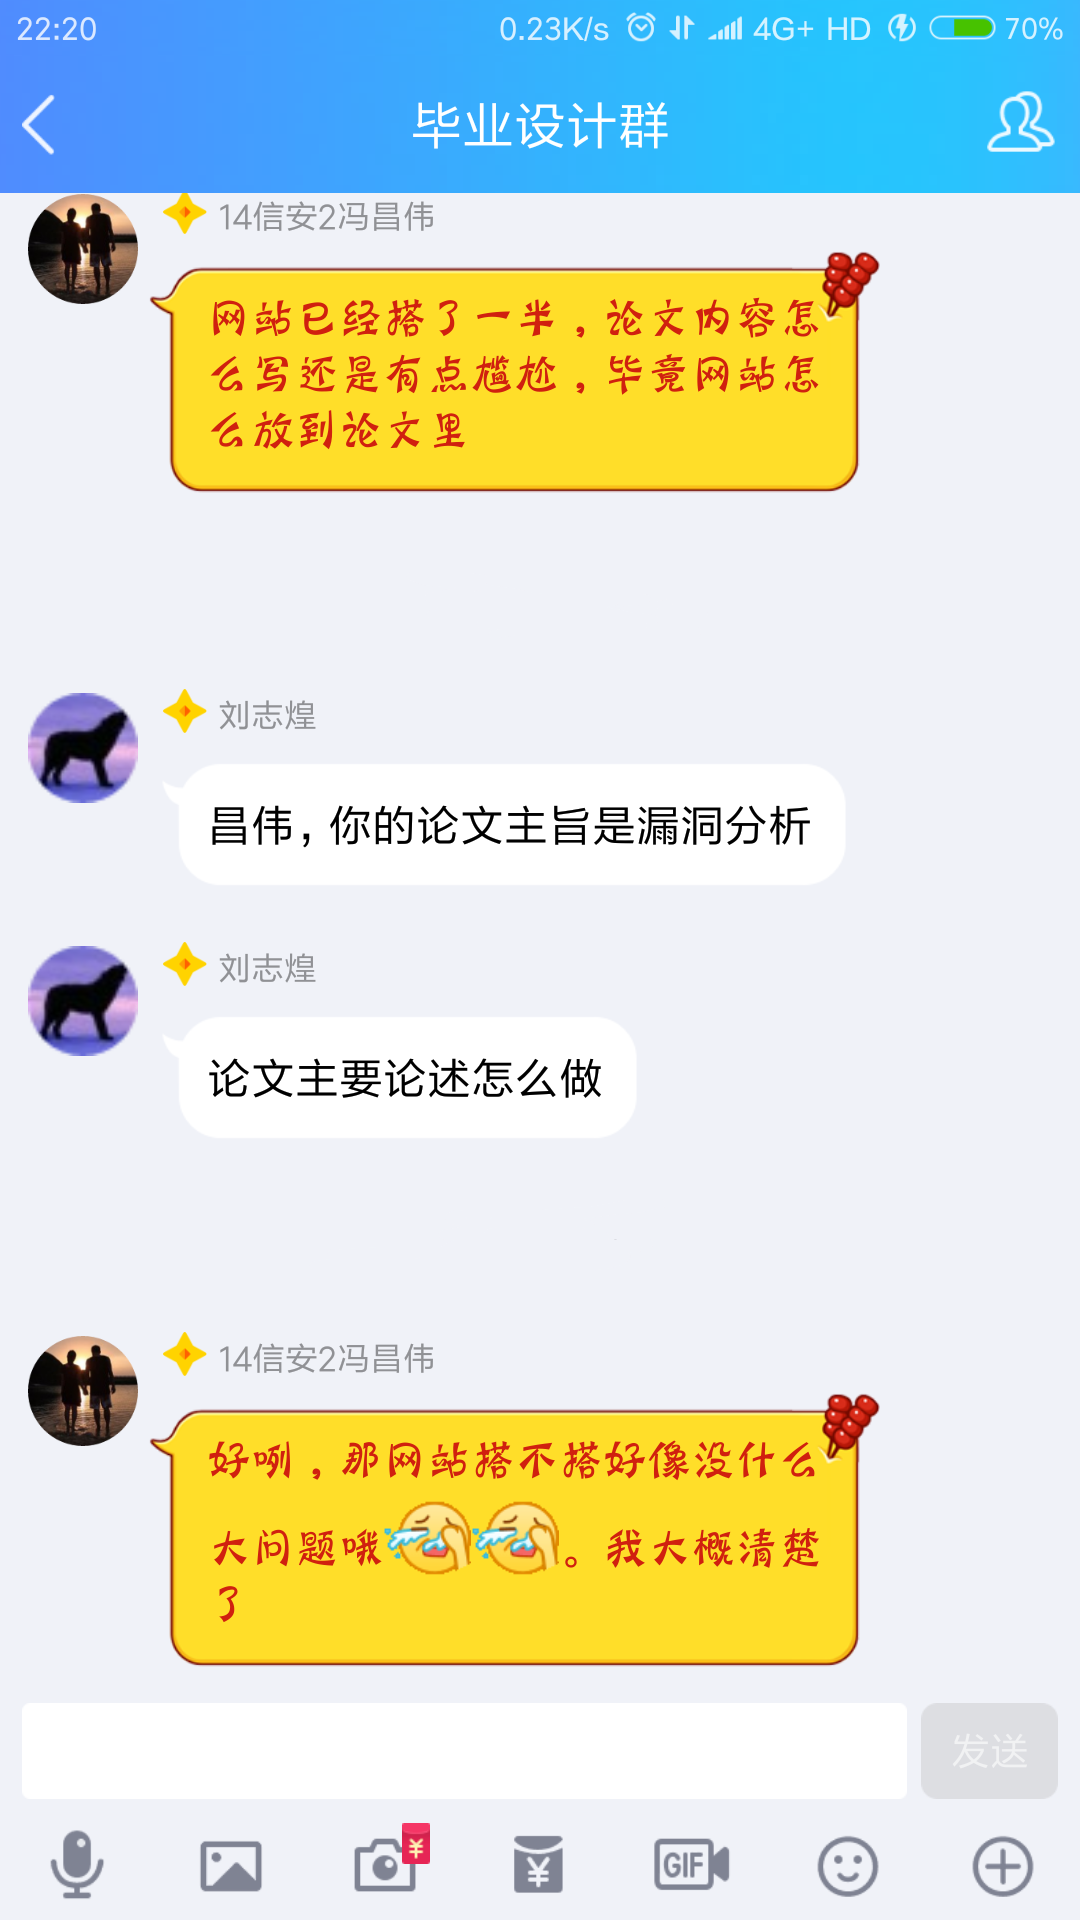 22:20
0.23K/s 4G+ HD 70%
毕业设计群
14信安2冯昌伟
网站已经搭了一半，论文内容怎
么写还是有点尴尬，毕竟网站怎
么放到论文里
刘志煌
昌伟，你的论文主旨是漏洞分析
刘志煌
论文主要论述怎么做
14信安2冯昌伟
好咧，那网站搭不搭好像没什么
大问题哦。我大概清楚
了
发送
¥
¥
GIF